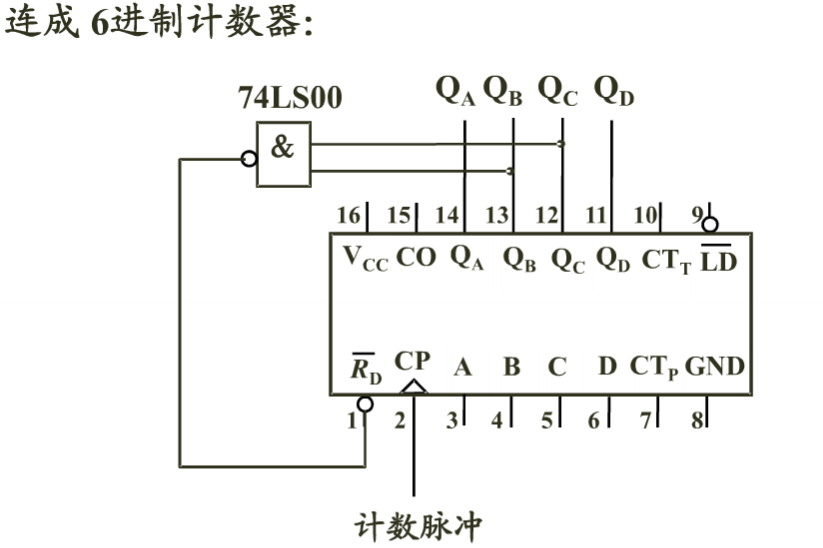 连成 6进制计数器:
74LS00 QA QB QC QD
&
16 15 14 13 12 11 10 9
VCC CO QA QB QC QD CTT LD
RD CP A B C D CTP GND
1 2 3 4 5 6 7 8
计数脉冲